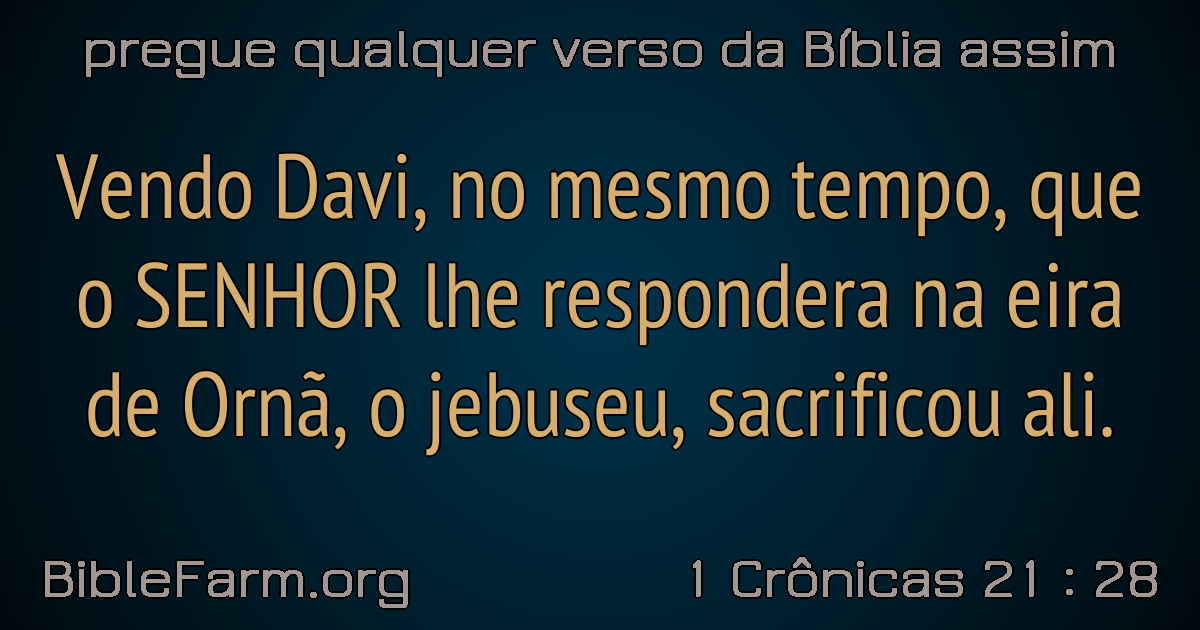 pregue qualquer verso da Bíblia assim
Vendo Davi, no mesmo tempo, que
o SENHOR lhe respondera na eira
de Ornã, o jebuseu, sacrificou ali.
BibleFarm.org
1 Crônicas 21 : 28